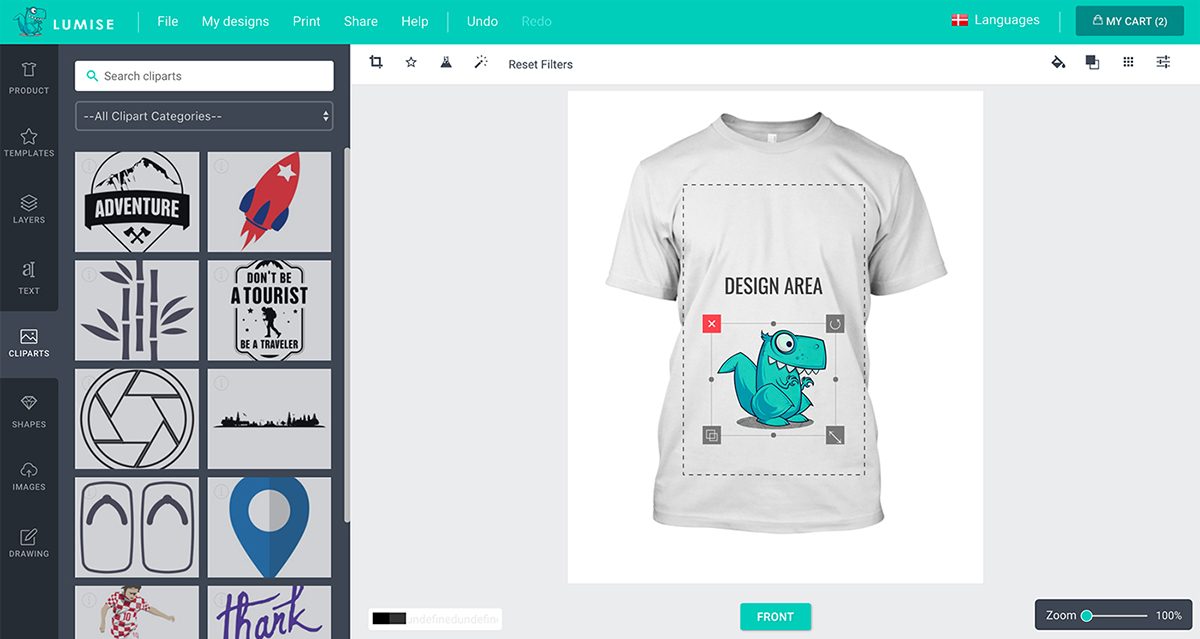 LUMISE
File
My designs
Print
Share
Help
Undo
Redo
Languages
MY CART (2)
PRODUCT
TEMPLATES
LAYERS
TEXT
CLIPARTS
SHAPES
IMAGES
DRAWING
Search cliparts
--All Clipart Categories--
ADVENTURE
DON'T BE
A TOURIST
BE A TRAVELER
10
thank
Reset Filters
DESIGN AREA
undefinedundefine
FRONT
Zoom
100%